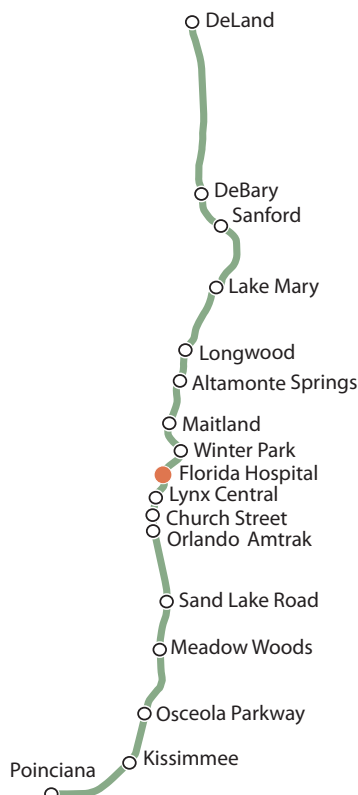 DeLand
DeBary
Sanford
Lake Mary
Longwood
Altamonte Springs
Maitland
Winter Park
Florida Hospital
Lynx Central
Church Street
Orlando Amtrak
Sand Lake Road
Meadow Woods
Osceola Parkway
Kissimmee
Poinciana